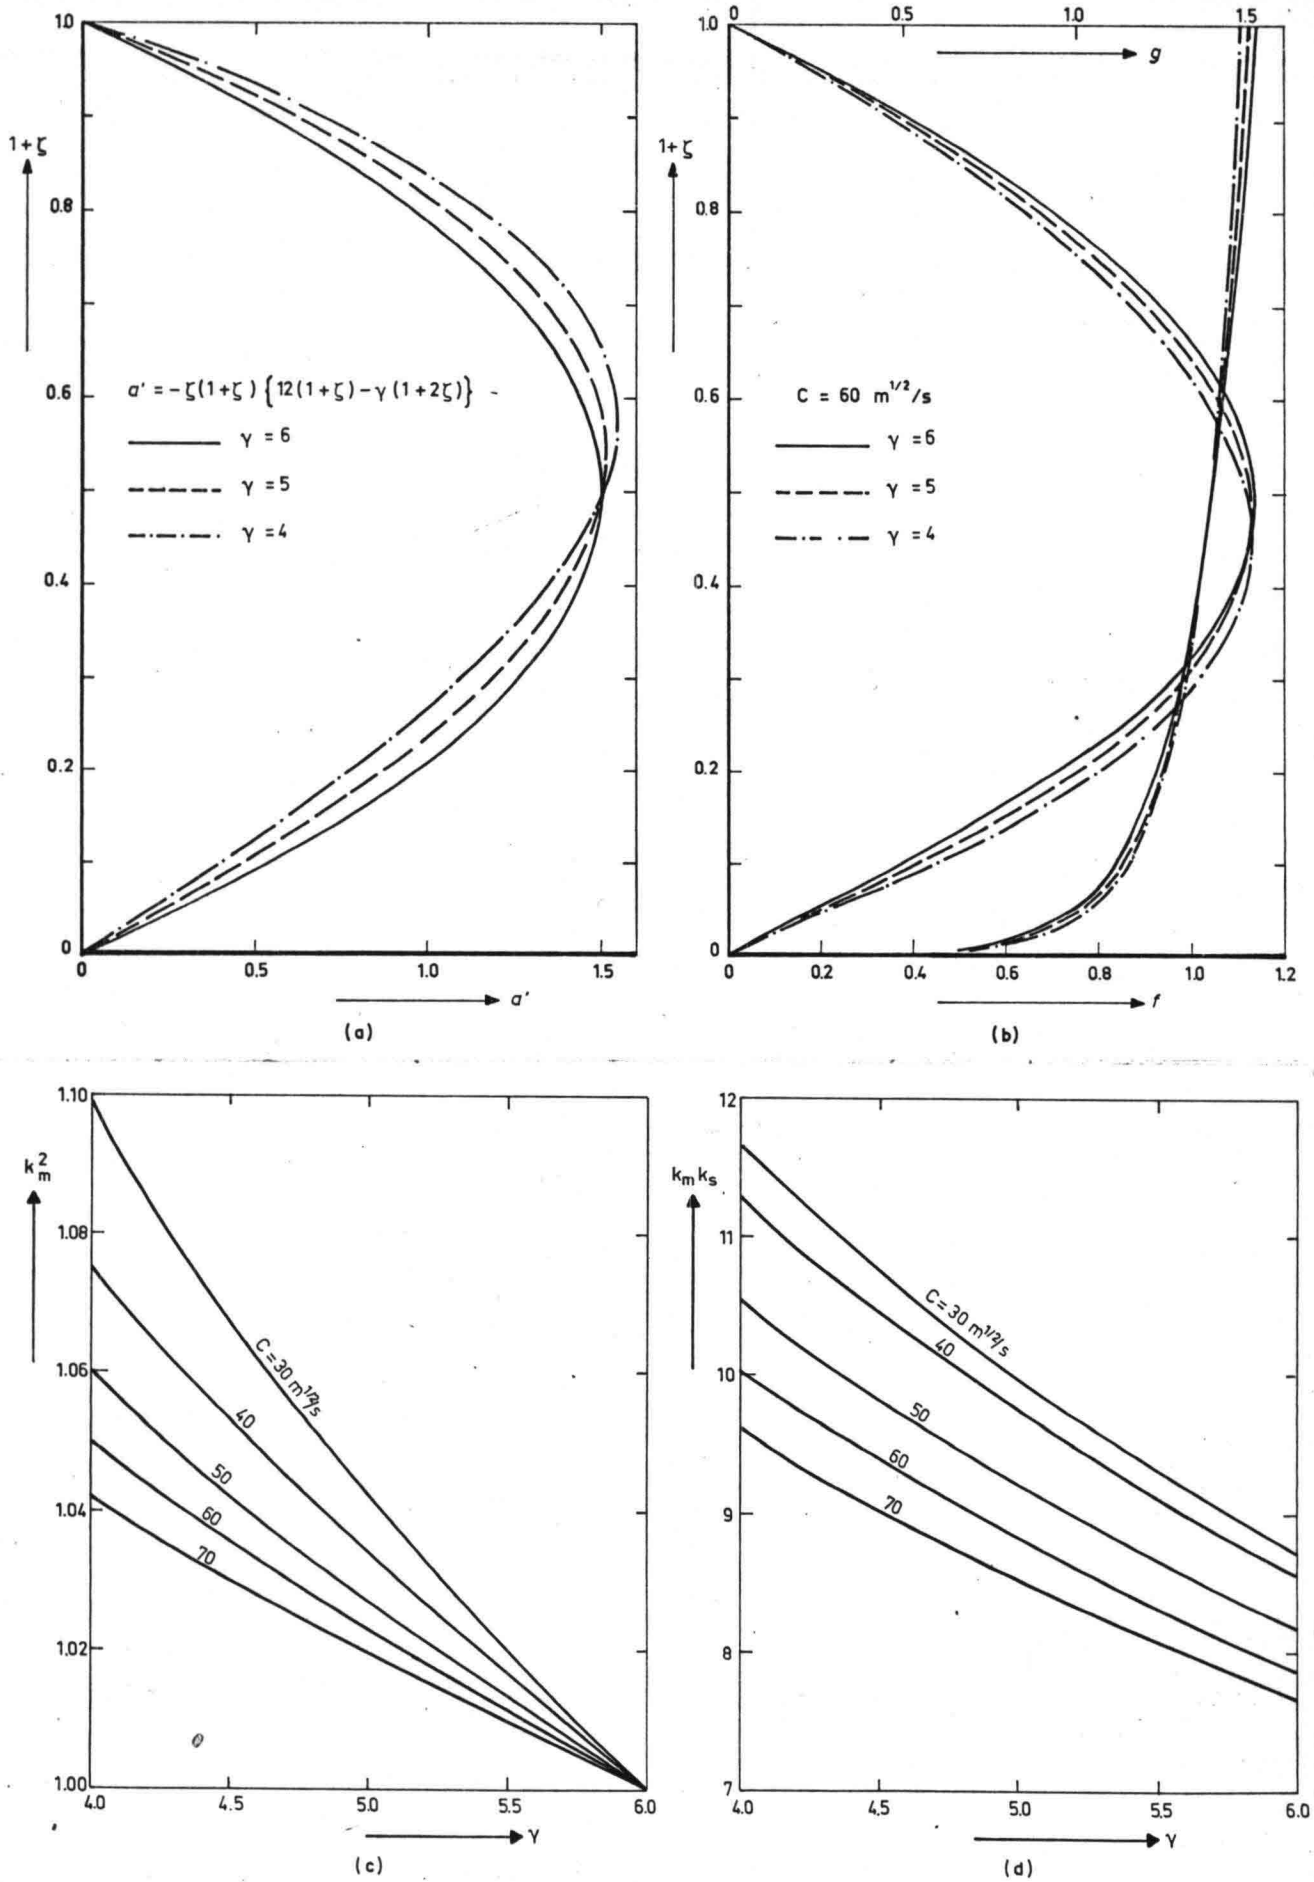 1.0
1+ζ
0.8
0.6
a' = −ζ(1+ζ) {12(1+ζ)−γ(1+2ζ)}
γ = 6
γ = 5
γ = 4
0.4
0.2
0
0 0.5 1.0 1.5
a'
(a)
0 0.5 1.0 1.5
g
1.0
1+ζ
0.8
0.6
C = 60 m^1/2/s
γ = 6
γ = 5
γ = 4
0.4
0.2
0
0 0.2 0.4 0.6 0.8 1.0 1.2
f
(b)
1.10
k_m^2
1.08
1.06
1.04
1.02
1.00
C = 30 m^1/2/s
40
50
60
70
4.0 4.5 5.0 5.5 6.0
γ
(c)
12
k_m k_s
11
10
9
8
7
C = 30 m^1/2/s
40
50
60
70
4.0 4.5 5.0 5.5 6.0
γ
(d)